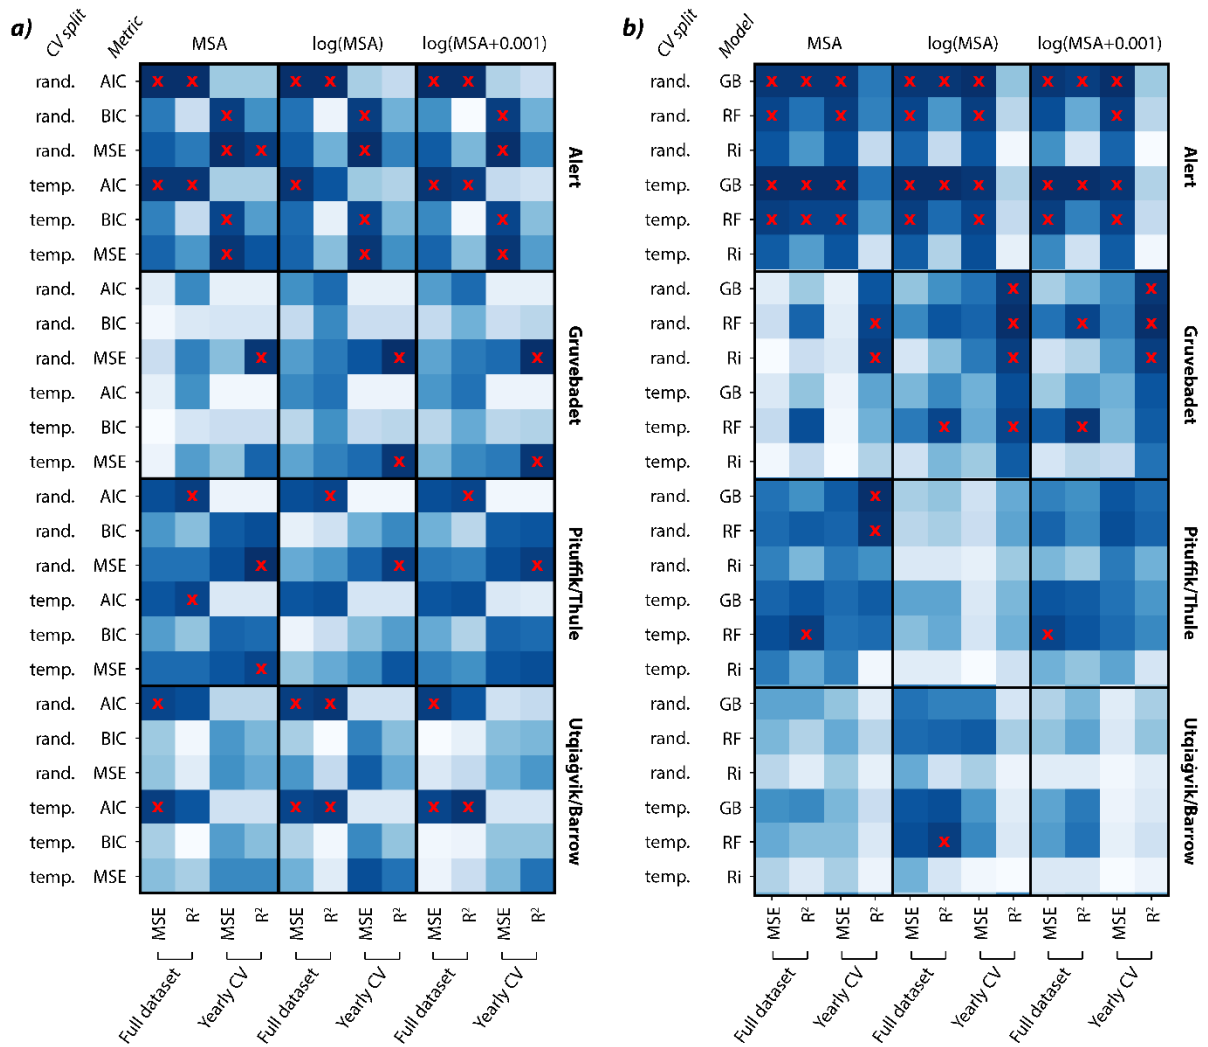 a)
CV split
Metric
MSA log(MSA) log(MSA+0.001)
rand. AIC x x x x x x
rand. BIC x x x
rand. MSE x x x x
temp. AIC x x x x x
temp. BIC x x x
temp. MSE x x x
Alert
rand. AIC
rand. BIC
rand. MSE x x x
temp. AIC
temp. BIC
temp. MSE x x
Gruvebadet
rand. AIC x x x
rand. BIC
rand. MSE x x x
temp. AIC x
temp. BIC
temp. MSE x
Pituffik/Thule
rand. AIC x x x x
rand. BIC
rand. MSE
temp. AIC x x x x x
temp. BIC
temp. MSE
Utqiaġvik/Barrow
MSE R² MSE R² MSE R² MSE R² MSE R² MSE R²
Full dataset Yearly CV Full dataset Yearly CV Full dataset Yearly CV
b)
CV split
Model
MSA log(MSA) log(MSA+0.001)
rand. GB x x x x x x x x x
rand. RF x x x x x
rand. Ri
temp. GB x x x x x x x x x
temp. RF x x x x x x x
temp. Ri
Alert
rand. GB x x
rand. RF x x x x
rand. Ri x x x
temp. GB
temp. RF x x x
temp. Ri
Gruvebadet
rand. GB x
rand. RF x
rand. Ri
temp. GB
temp. RF x x
temp. Ri
Pituffik/Thule
rand. GB
rand. RF
rand. Ri
temp. GB
temp. RF x
temp. Ri
Utqiaġvik/Barrow
MSE R² MSE R² MSE R² MSE R² MSE R² MSE R²
Full dataset Yearly CV Full dataset Yearly CV Full dataset Yearly CV